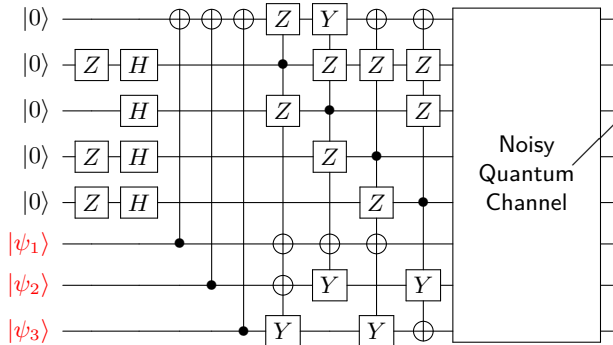 |0⟩ Z Y
|0⟩ Z H Z Z Z
|0⟩ H Z Z
|0⟩ Z H Z
|0⟩ Z H Z
|ψ₁⟩
|ψ₂⟩ Y Y
|ψ₃⟩ Y Y
Noisy
Quantum
Channel